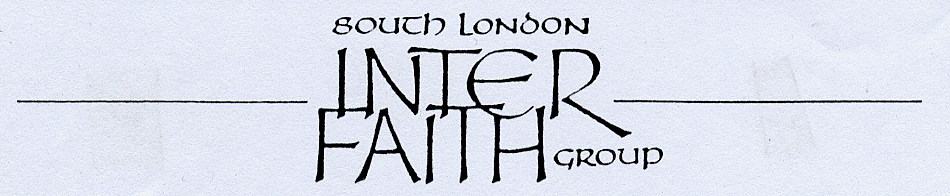 SOUTH LONDON
INTER
FAITH
GROUP